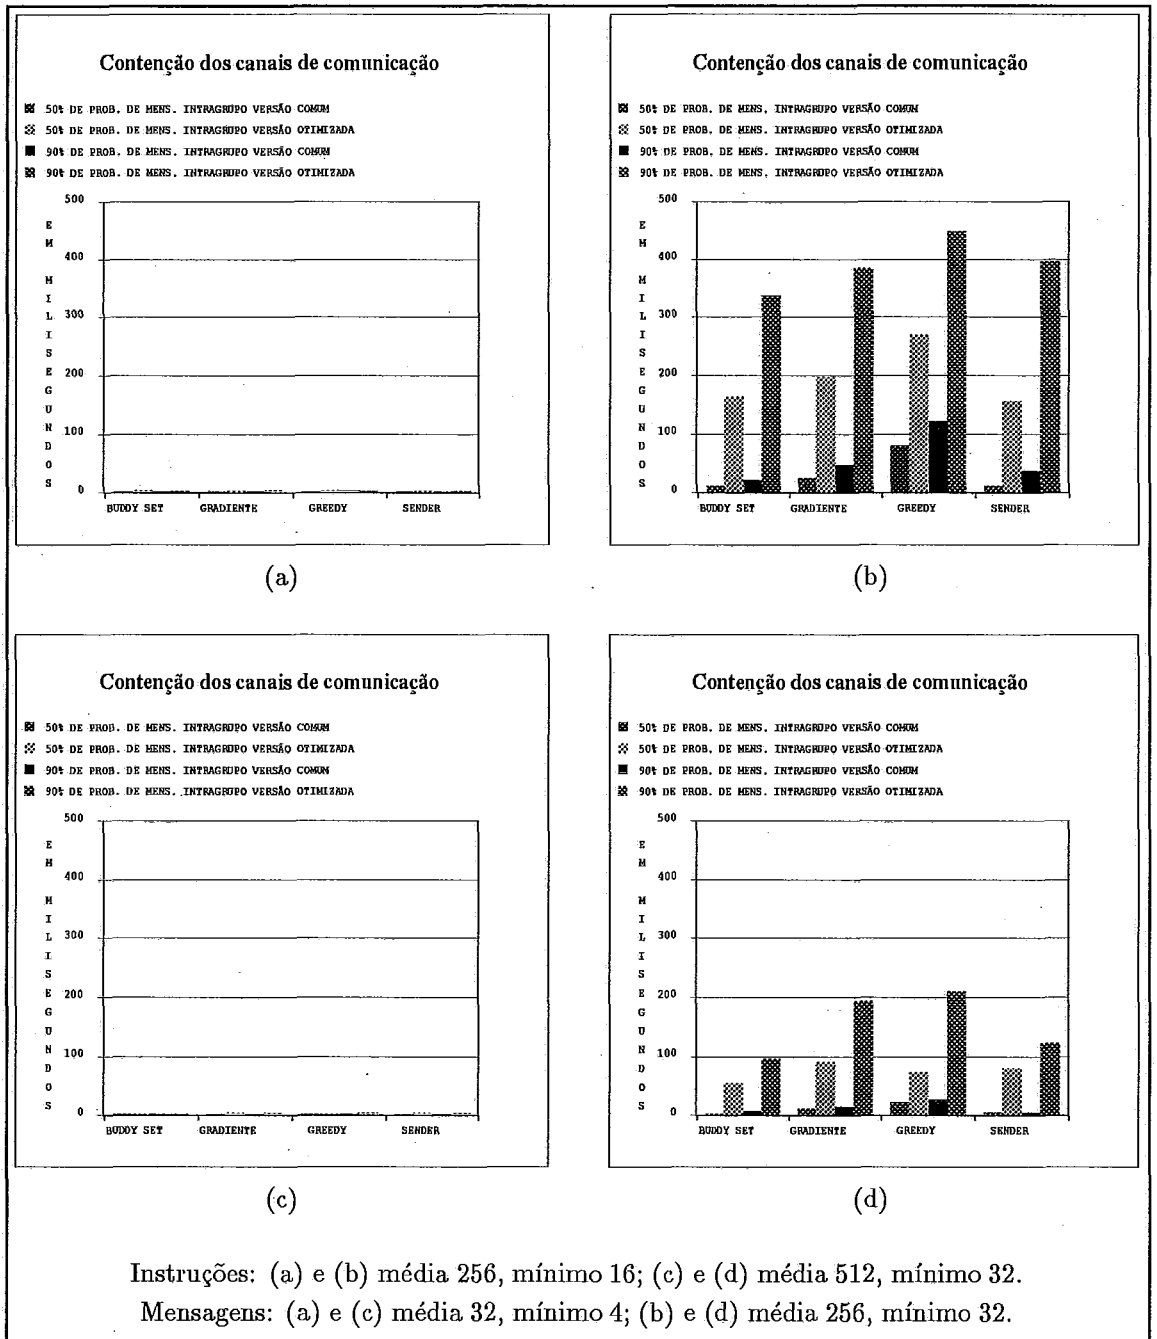 Contenção dos canais de comunicação
50% DE PROB. DE MENS. INTRAGRUPO VERSÃO COMUM
50% DE PROB. DE MENS. INTRAGRUPO VERSÃO OTIMIZADA
90% DE PROB. DE MENS. INTRAGRUPO VERSÃO COMUM
90% DE PROB. DE MENS. INTRAGRUPO VERSÃO OTIMIZADA
EM MILISEGUNDOS
500
400
300
200
100
0
BUDDY SET GRADIENTE GREEDY SENDER
(a)
Contenção dos canais de comunicação
50% DE PROB. DE MENS. INTRAGRUPO VERSÃO COMUM
50% DE PROB. DE MENS. INTRAGRUPO VERSÃO OTIMIZADA
90% DE PROB. DE MENS. INTRAGRUPO VERSÃO COMUM
90% DE PROB. DE MENS. INTRAGRUPO VERSÃO OTIMIZADA
EM MILISEGUNDOS
500
400
300
200
100
0
BUDDY SET GRADIENTE GREEDY SENDER
(b)
Contenção dos canais de comunicação
50% DE PROB. DE MENS. INTRAGRUPO VERSÃO COMUM
50% DE PROB. DE MENS. INTRAGRUPO VERSÃO OTIMIZADA
90% DE PROB. DE MENS. INTRAGRUPO VERSÃO COMUM
90% DE PROB. DE MENS. INTRAGRUPO VERSÃO OTIMIZADA
EM MILISEGUNDOS
500
400
300
200
100
0
BUDDY SET GRADIENTE GREEDY SENDER
(c)
Contenção dos canais de comunicação
50% DE PROB. DE MENS. INTRAGRUPO VERSÃO COMUM
50% DE PROB. DE MENS. INTRAGRUPO VERSÃO OTIMIZADA
90% DE PROB. DE MENS. INTRAGRUPO VERSÃO COMUM
90% DE PROB. DE MENS. INTRAGRUPO VERSÃO OTIMIZADA
EM MILISEGUNDOS
500
400
300
200
100
0
BUDDY SET GRADIENTE GREEDY SENDER
(d)
Instruções: (a) e (b) média 256, mínimo 16; (c) e (d) média 512, mínimo 32.
Mensagens: (a) e (c) média 32, mínimo 4; (b) e (d) média 256, mínimo 32.